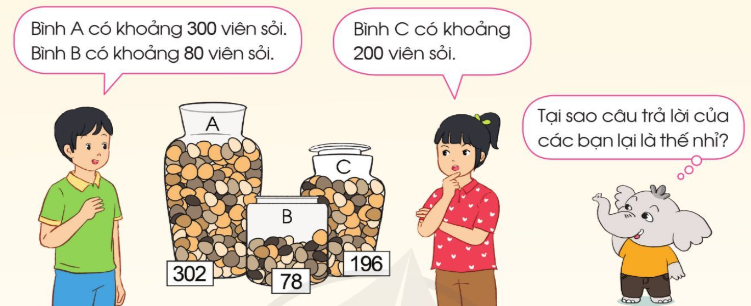 Bình A có khoảng 300 viên sỏi.
Bình B có khoảng 80 viên sỏi.
Bình C có khoảng
200 viên sỏi.
Tại sao câu trả lời của
các bạn lại là thế nhỉ?
A
C
B
302
78
196